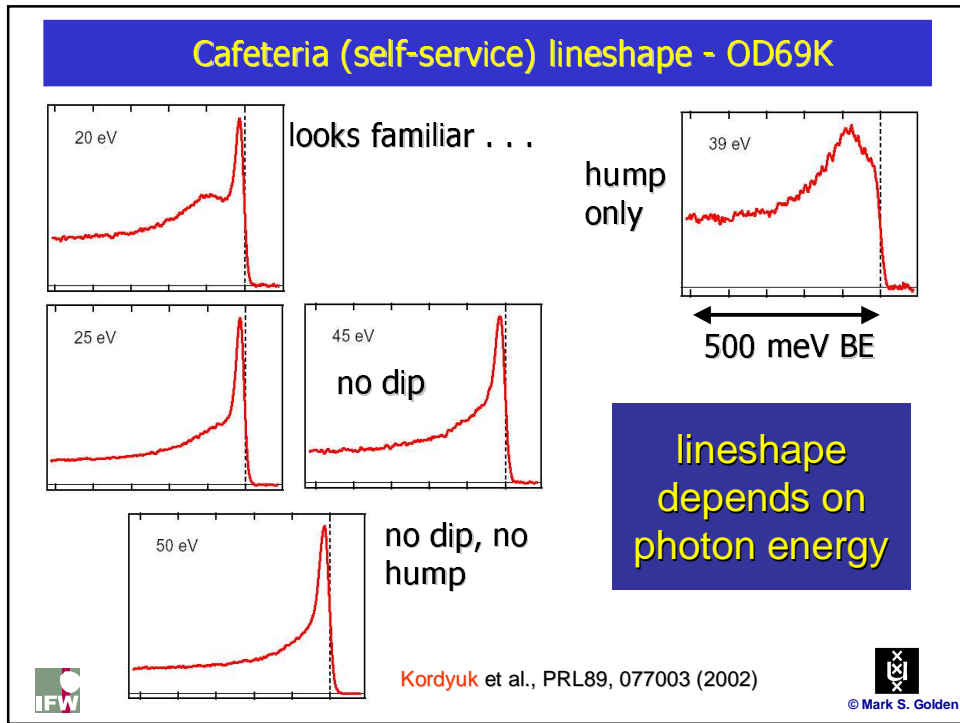 Cafeteria (self-service) lineshape - OD69K
20 eV
looks familiar . . .
hump
only
39 eV
500 meV BE
25 eV
45 eV
no dip
lineshape
depends on
photon energy
50 eV
no dip, no
hump
Kordyuk et al., PRL89, 077003 (2002)
IFW
© Mark S. Golden